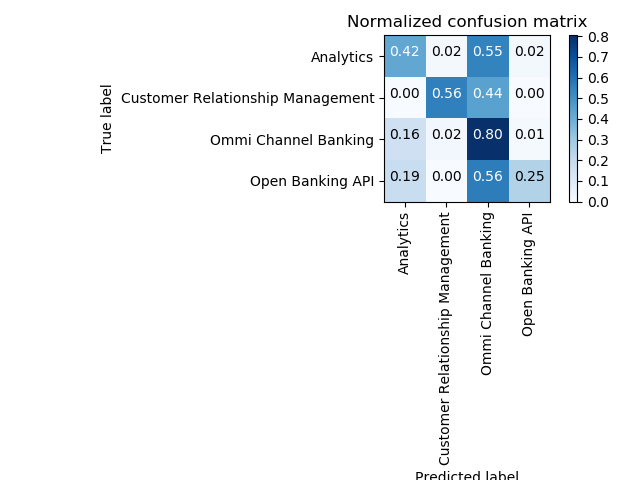 Normalized confusion matrix
True label
Analytics 0.42 0.02 0.55 0.02
Customer Relationship Management 0.00 0.56 0.44 0.00
Ommi Channel Banking 0.16 0.02 0.80 0.01
Open Banking API 0.19 0.00 0.56 0.25
Analytics
Customer Relationship Management
Ommi Channel Banking
Open Banking API
Predicted label
0.8
0.7
0.6
0.5
0.4
0.3
0.2
0.1
0.0